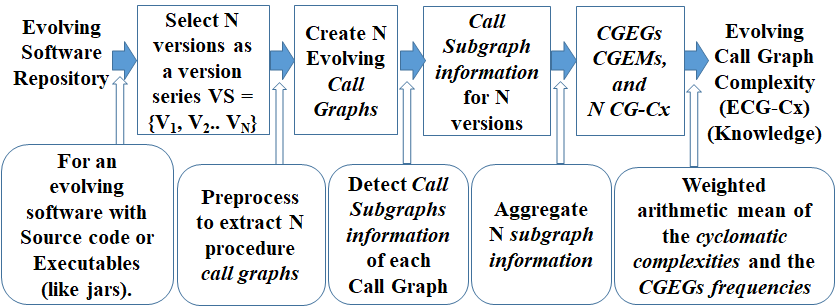 Evolving
Software
Repository
Select N
versions as
a version
series VS =
{V1, V2.. VN}
Create N
Evolving
Call
Graphs
Call
Subgraph
information
for N
versions
CGEGs
CGEMs,
and
N CG-Cx
Evolving
Call Graph
Complexity
(ECG-Cx)
(Knowledge)
For an
evolving
software with
Source code or
Executables
(like jars).
Preprocess
to extract N
procedure
call graphs
Detect Call
Subgraphs
information
of each
Call Graph
Aggregate
N subgraph
information
Weighted
arithmetic mean of
the cyclomatic
complexities and the
CGEGs frequencies